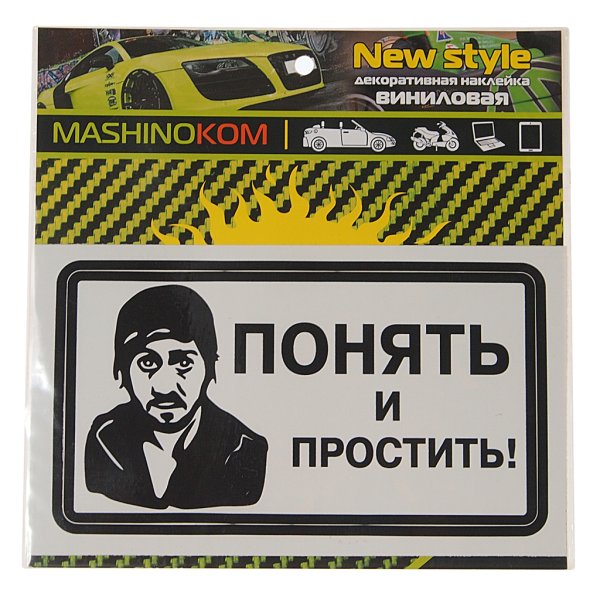 New style
декоративная наклейка
ВИНИЛОВАЯ
MASHINOKOM
ПОНЯТЬ
И
ПРОСТИТЬ!